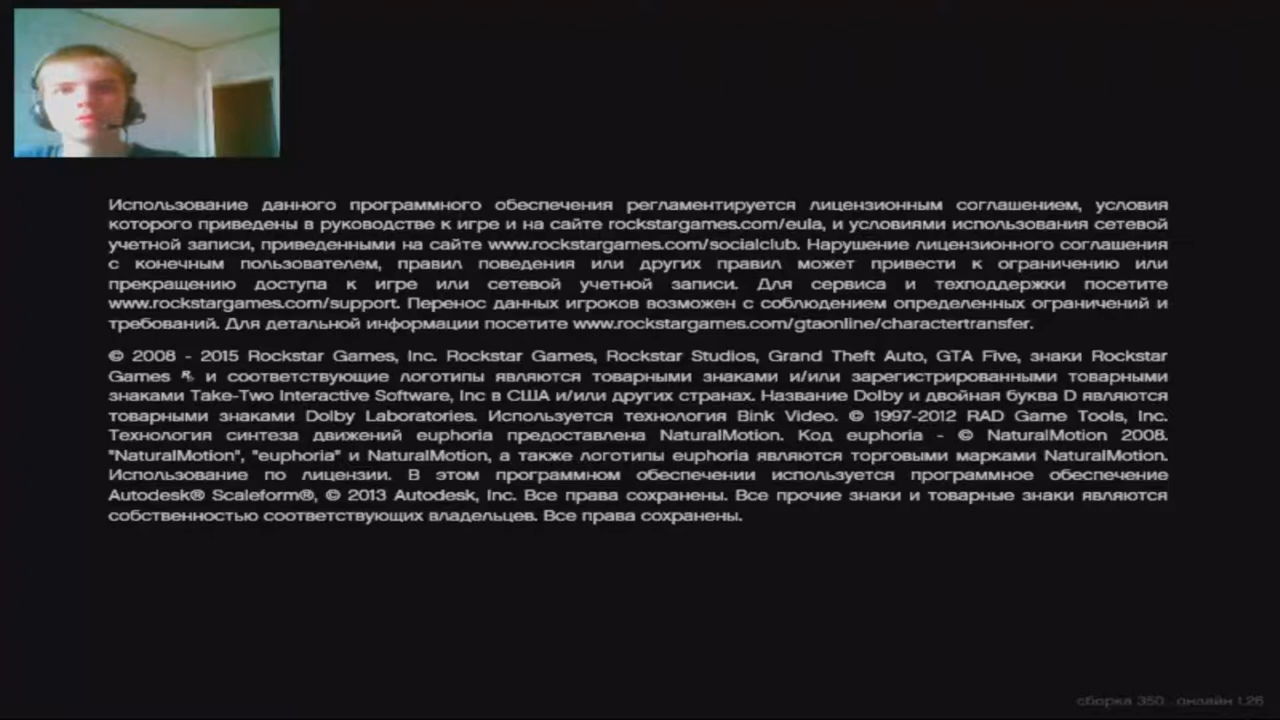 Использование данного программного обеспечения регламентируется лицензионным соглашением, условия
которого приведены в руководстве к игре и на сайте rockstargames.com/eula, и условиями использования сетевой
учетной записи, приведенными на сайте www.rockstargames.com/socialclub. Нарушение лицензионного соглашения
с конечным пользователем, правил поведения или других правил может привести к ограничению или
прекращению доступа к игре или сетевой учетной записи. Для сервиса и техподдержки посетите
www.rockstargames.com/support. Перенос данных игроков возможен с соблюдением определенных ограничений и
требований. Для детальной информации посетите www.rockstargames.com/gtaonline/charactertransfer.
© 2008 - 2015 Rockstar Games, Inc. Rockstar Games, Rockstar Studios, Grand Theft Auto, GTA Five, знаки Rockstar
Games R и соответствующие логотипы являются товарными знаками и/или зарегистрированными товарными
знаками Take-Two Interactive Software, Inc в США и/или других странах. Название Dolby и двойная буква D являются
товарными знаками Dolby Laboratories. Используется технология Bink Video. © 1997-2012 RAD Game Tools, Inc.
Технология синтеза движений euphoria предоставлена NaturalMotion. Код euphoria - © NaturalMotion 2008.
"NaturalMotion", "euphoria" и NaturalMotion, а также логотипы euphoria являются торговыми марками NaturalMotion.
Использование по лицензии. В этом программном обеспечении используется программное обеспечение
Autodesk® Scaleform®, © 2013 Autodesk, Inc. Все права сохранены. Все прочие знаки и товарные знаки являются
собственностью соответствующих владельцев. Все права сохранены.
сборка 350 онлайн 1.26